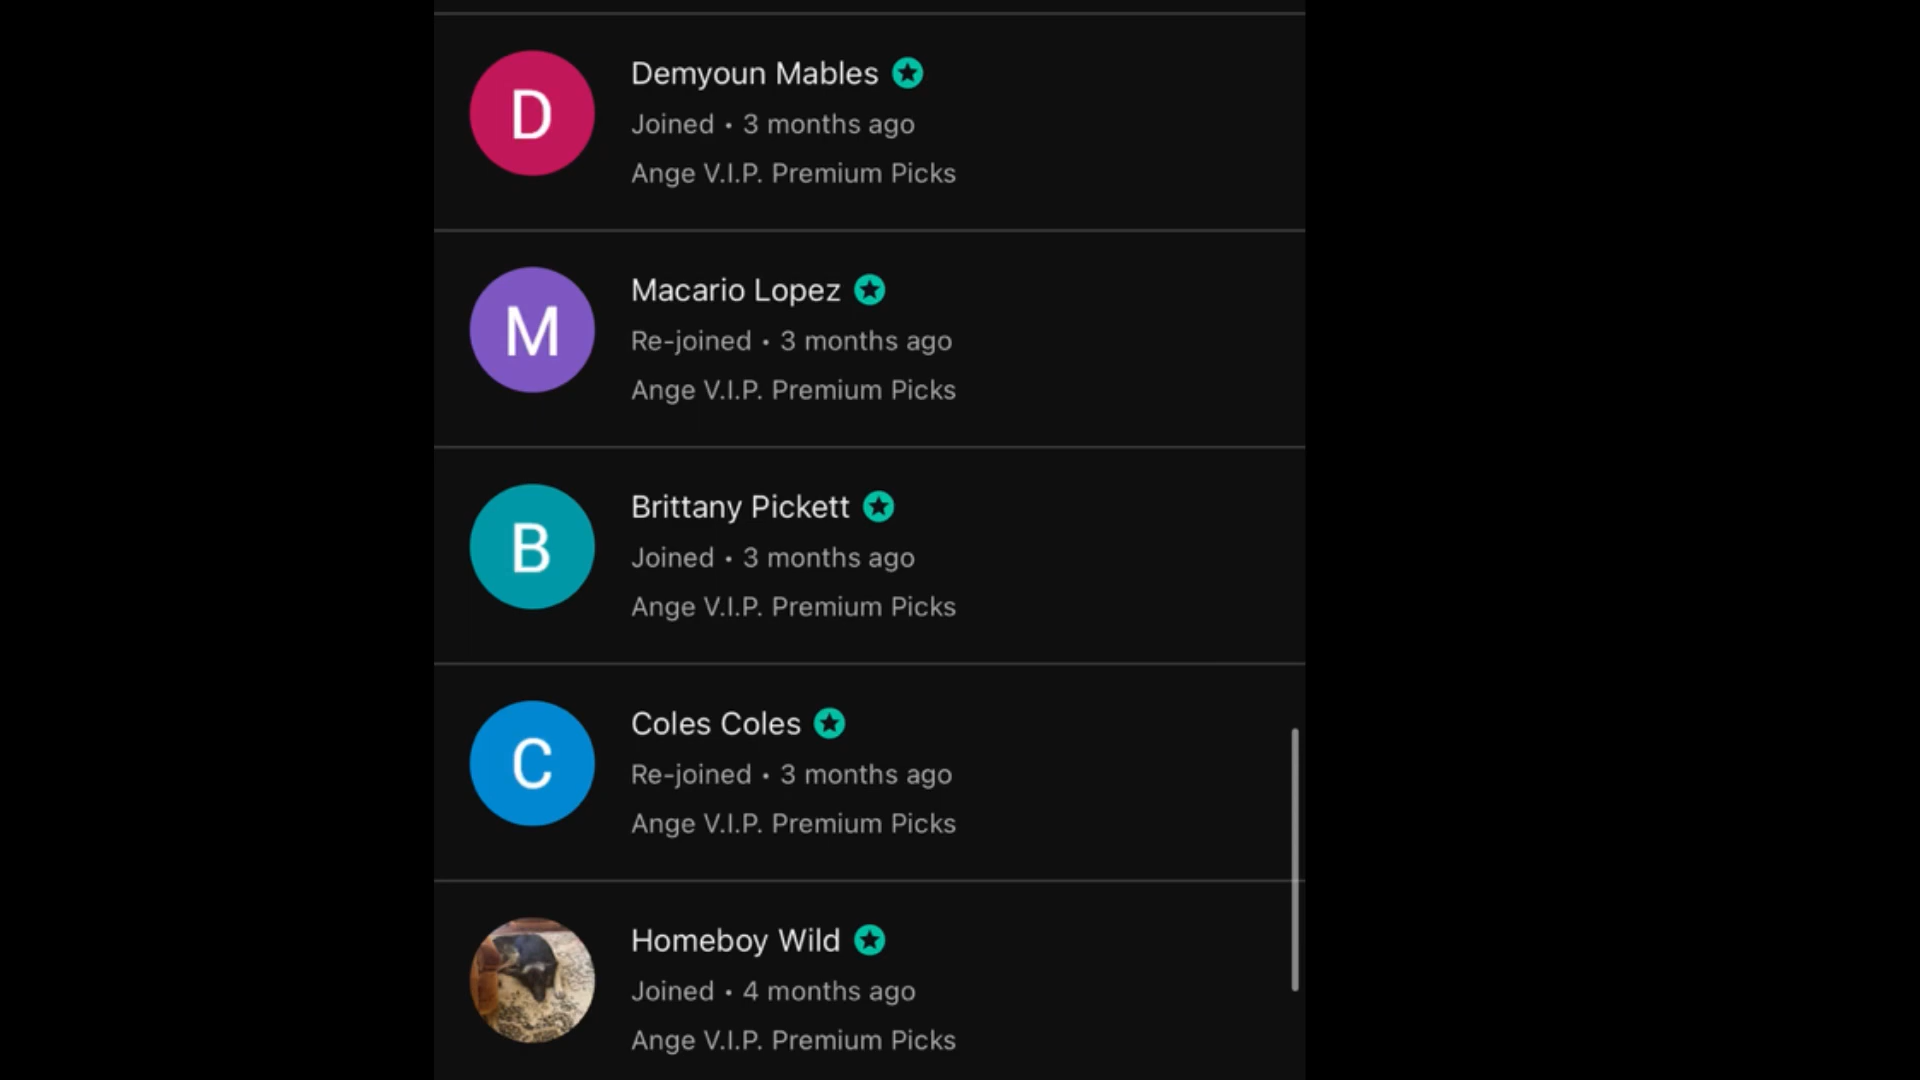 D
Demyoun Mables
Joined • 3 months ago
Ange V.I.P. Premium Picks
M
Macario Lopez
Re-joined • 3 months ago
Ange V.I.P. Premium Picks
B
Brittany Pickett
Joined • 3 months ago
Ange V.I.P. Premium Picks
C
Coles Coles
Re-joined • 3 months ago
Ange V.I.P. Premium Picks
Homeboy Wild
Joined • 4 months ago
Ange V.I.P. Premium Picks